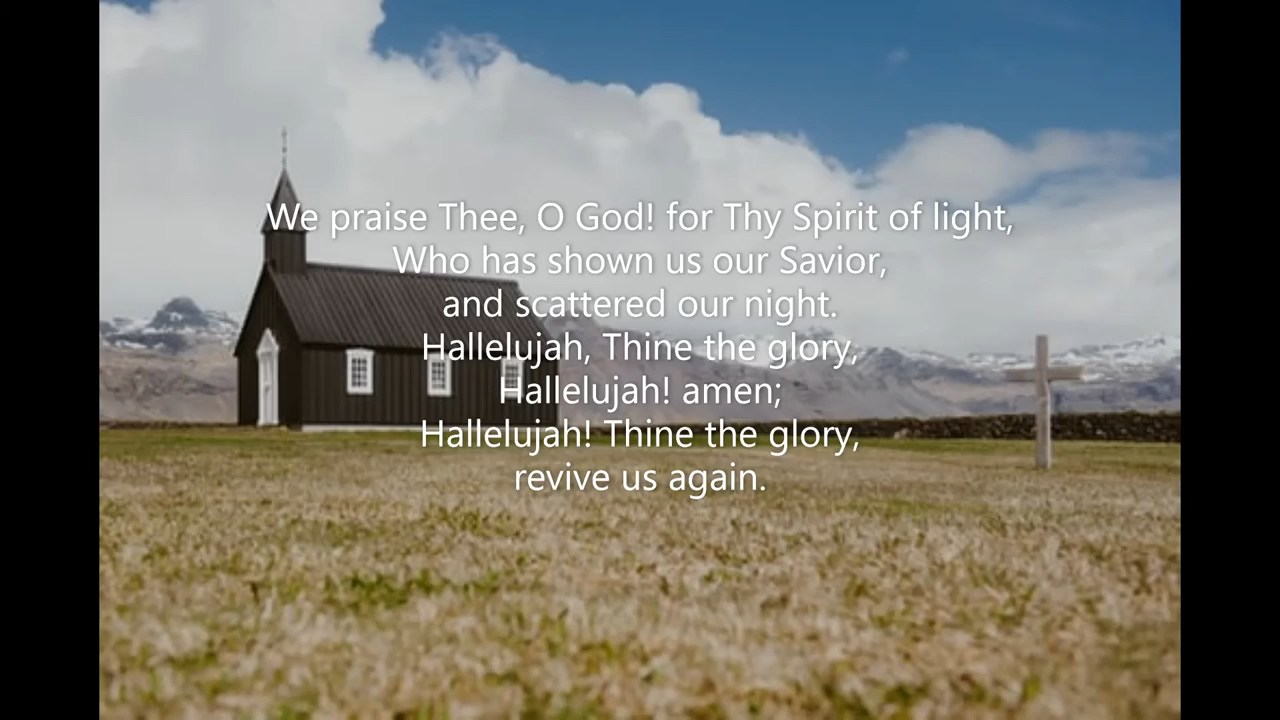 We praise Thee, O God! for Thy Spirit of light,
Who has shown us our Savior,
and scattered our night.
Hallelujah, Thine the glory,
Hallelujah! amen;
Hallelujah! Thine the glory,
revive us again.